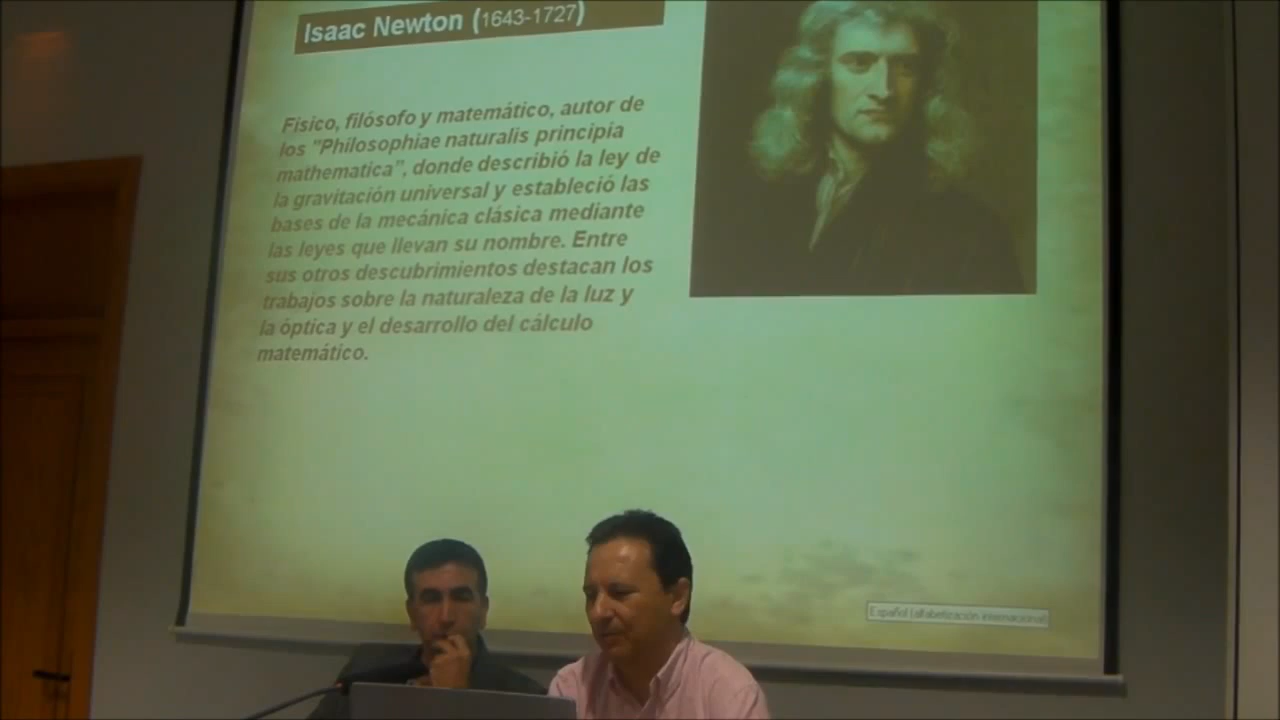 Isaac Newton (1643-1727)
Físico, filósofo y matemático, autor de
los "Philosophiae naturalis principia
mathematica", donde describió la ley de
la gravitación universal y estableció las
bases de la mecánica clásica mediante
las leyes que llevan su nombre. Entre
sus otros descubrimientos destacan los
trabajos sobre la naturaleza de la luz y
la óptica y el desarrollo del cálculo
matemático.
Español (alfabetización internacional)